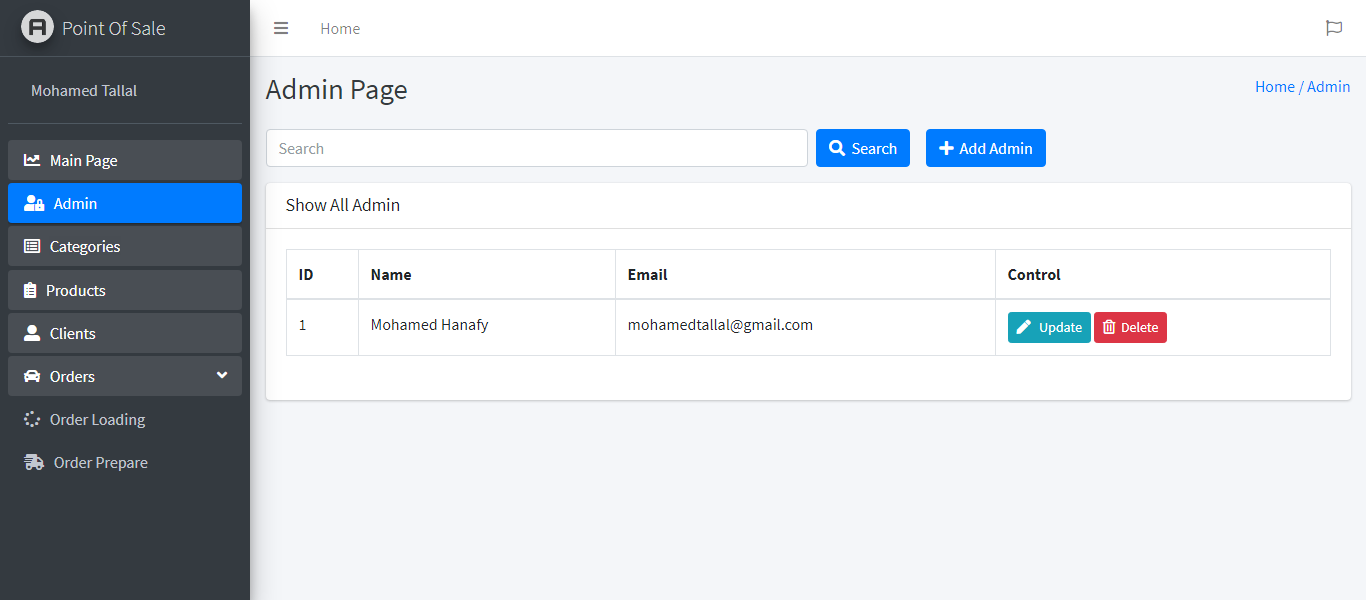 Point Of Sale
Home
Mohamed Tallal
Main Page
Admin
Categories
Products
Clients
Orders
Order Loading
Order Prepare
Admin Page
Home / Admin
Search
Search
Add Admin
Show All Admin
ID Name Email Control
1 Mohamed Hanafy mohamedtallal@gmail.com Update Delete